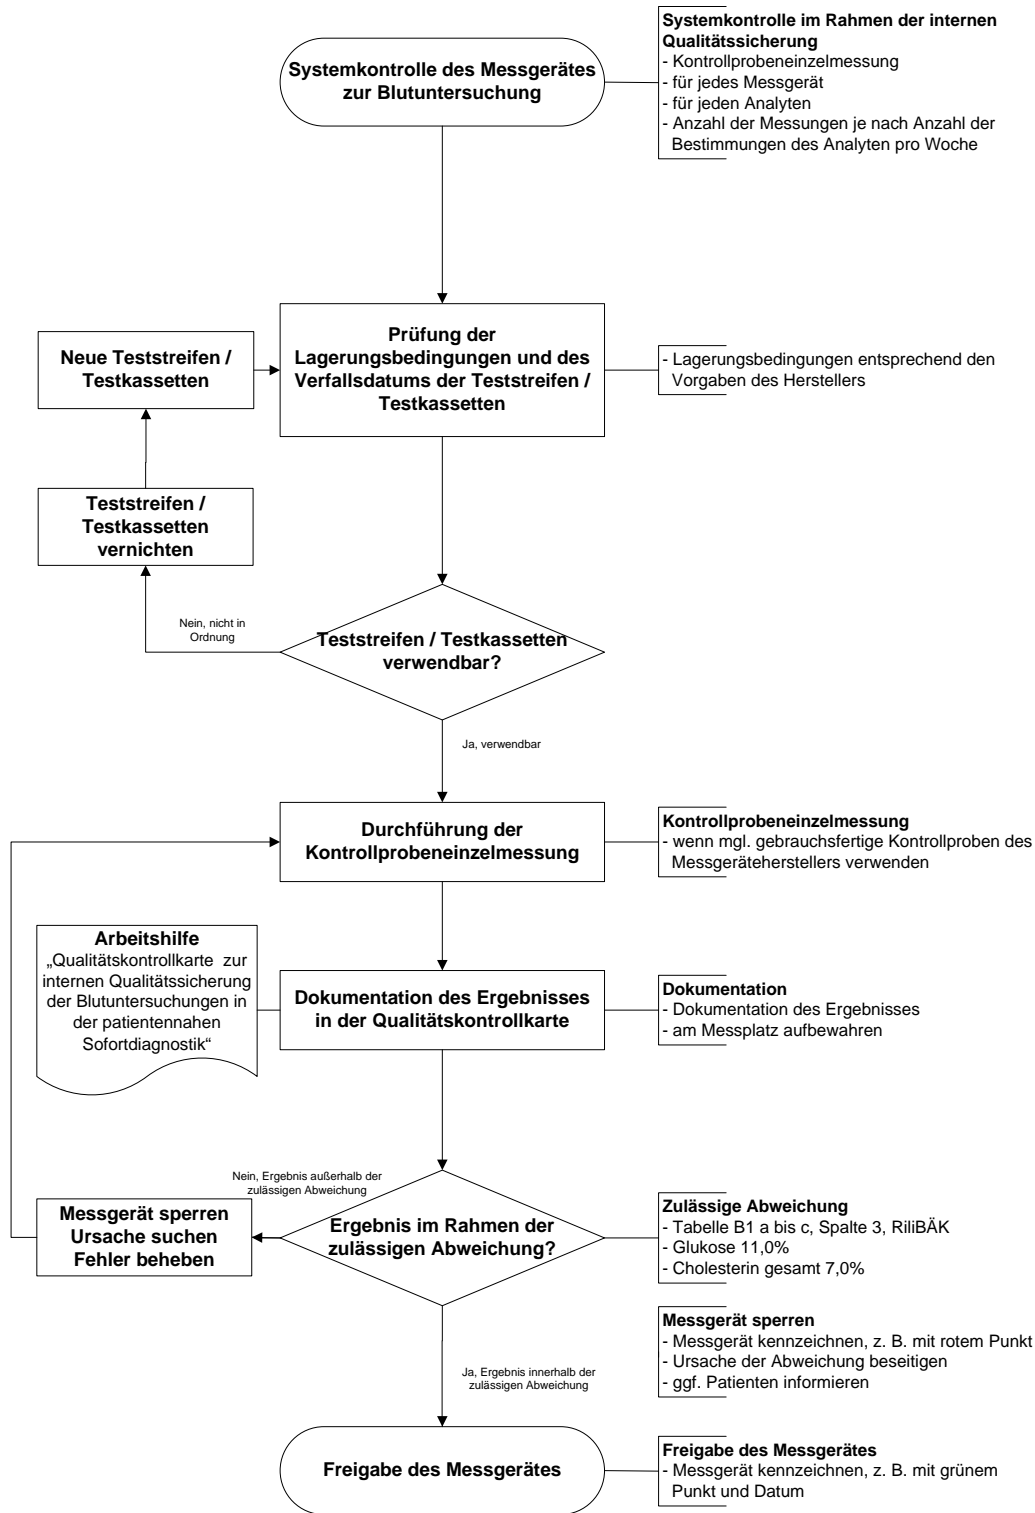 Systemkontrolle des Messgerätes
zur Blutuntersuchung
Systemkontrolle im Rahmen der internen
Qualitätssicherung
- Kontrollprobeneinzelmessung
- für jedes Messgerät
- für jeden Analyten
- Anzahl der Messungen je nach Anzahl der
Bestimmungen des Analyten pro Woche
Neue Teststreifen /
Testkassetten
Prüfung der
Lagerungsbedingungen und des
Verfallsdatums der Teststreifen /
Testkassetten
- Lagerungsbedingungen entsprechend den
Vorgaben des Herstellers
Teststreifen /
Testkassetten
vernichten
Nein, nicht in
Ordnung
Teststreifen / Testkassetten
verwendbar?
Ja, verwendbar
Durchführung der
Kontrollprobeneinzelmessung
Kontrollprobeneinzelmessung
- wenn mgl. gebrauchsfertige Kontrollproben des
Messgeräteherstellers verwenden
Arbeitshilfe
„Qualitätskontrollkarte zur
internen Qualitätssicherung
der Blutuntersuchungen in
der patientennahen
Sofortdiagnostik“
Dokumentation des Ergebnisses
in der Qualitätskontrollkarte
Dokumentation
- Dokumentation des Ergebnisses
- am Messplatz aufbewahren
Nein, Ergebnis außerhalb der
zulässigen Abweichung
Messgerät sperren
Ursache suchen
Fehler beheben
Ergebnis im Rahmen der
zulässigen Abweichung?
Zulässige Abweichung
- Tabelle B1 a bis c, Spalte 3, RiliBÄK
- Glukose 11,0%
- Cholesterin gesamt 7,0%
Messgerät sperren
- Messgerät kennzeichnen, z. B. mit rotem Punkt
- Ursache der Abweichung beseitigen
- ggf. Patienten informieren
Ja, Ergebnis innerhalb der
zulässigen Abweichung
Freigabe des Messgerätes
Freigabe des Messgerätes
- Messgerät kennzeichnen, z. B. mit grünem
Punkt und Datum